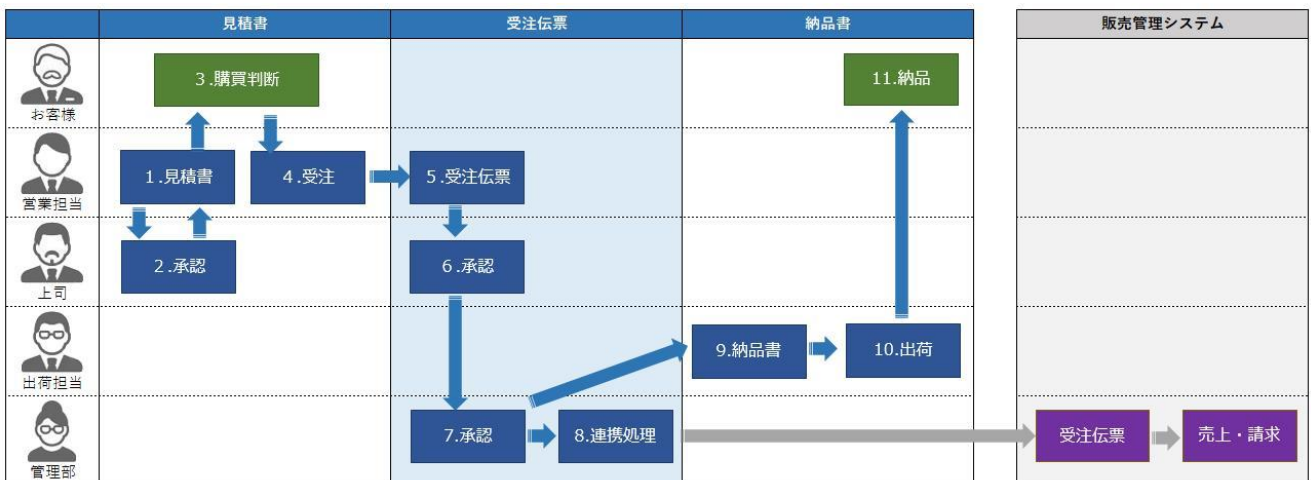 見積書
受注伝票
納品書
販売管理システム
お客様
3.購買判断
11.納品
営業担当
1.見積書
4.受注
5.受注伝票
上司
2.承認
6.承認
出荷担当
9.納品書
10.出荷
管理部
7.承認
8.連携処理
受注伝票
売上・請求